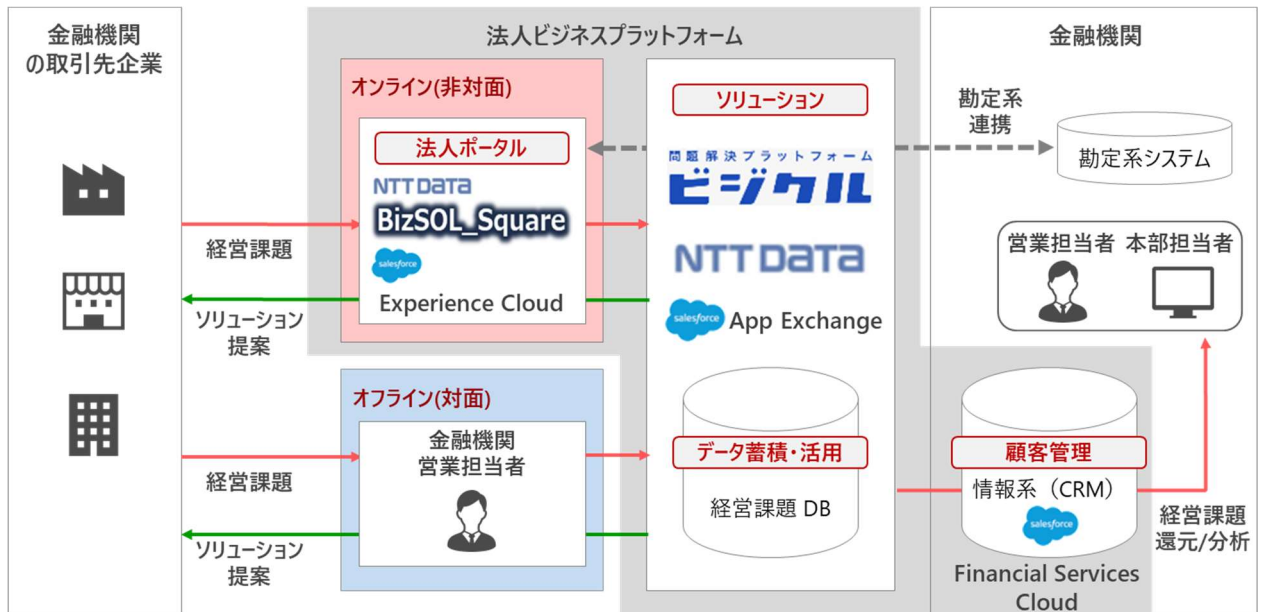 金融機関
の取引先企業
経営課題
ソリューション
提案
経営課題
ソリューション
提案
法人ビジネスプラットフォーム
オンライン(非対面)
法人ポータル
NTT DATA
BizSOL_Square
salesforce
Experience Cloud
オフライン(対面)
金融機関
営業担当者
ソリューション
問題解決プラットフォーム
ビジクル
NTT DATA
salesforce App Exchange
データ蓄積・活用
経営課題 DB
金融機関
勘定系
連携
勘定系システム
営業担当者 本部担当者
顧客管理
情報系（CRM）
salesforce
Financial Services
Cloud
経営課題
還元/分析